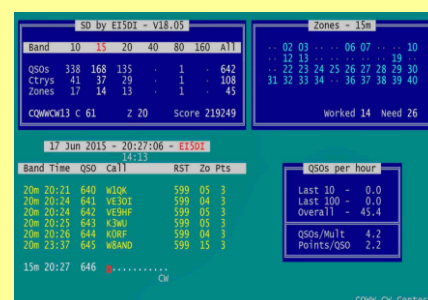 SD by EI5DI - V18.05
Band 10 15 20 40 80 160 All
QSOs 338 168 135 · 1 · 642
Ctrys 41 37 29 · 1 · 108
Zones 17 14 13 · 1 · 45
CQWWCW13 C 61 Z 20 Score 219249
Zones - 15m
·· 02 03 ·· ·· 06 07 ·· ·· 10
·· 12 13 ·· ·· ·· ·· ·· 19 ··
·· 22 23 24 25 26 27 28 29 30
31 32 33 34 ·· 36 37 38 39 40
Worked 14 Need 26
17 Jun 2015 - 20:27:06 - EI5DI
14:13
Band Time QSO Call RST Zo Pts
20m 20:21 640 W1QK 599 05 3
20m 20:24 641 VE3OI 599 04 3
20m 20:24 642 VE9HF 599 05 3
20m 20:25 643 K3WU 599 05 3
20m 20:26 644 K0RF 599 04 3
20m 23:37 645 W8AND 599 15 3
15m 20:27 646 ...........
CW
QSOs per hour
Last 10 - 0.0
Last 100 - 0.0
Overall - 45.4
QSOs/Mult 4.2
Points/QSO 2.2
CQWW CW Contest